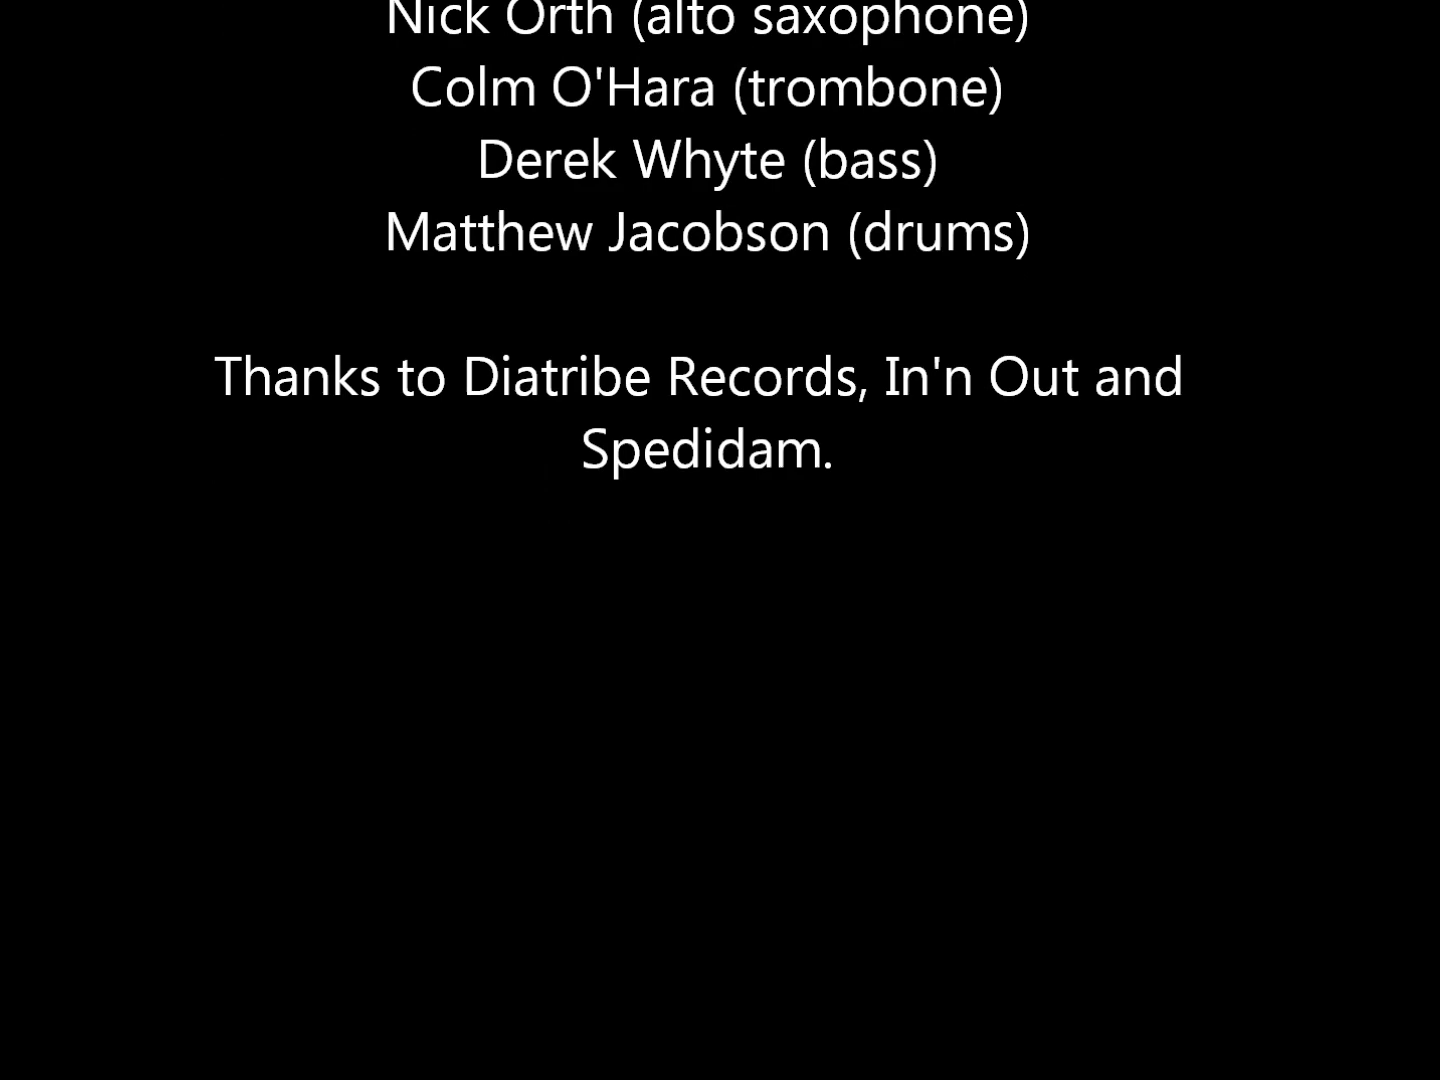 Nick Orth (alto saxophone)
Colm O'Hara (trombone)
Derek Whyte (bass)
Matthew Jacobson (drums)
Thanks to Diatribe Records, In'n Out and
Spedidam.